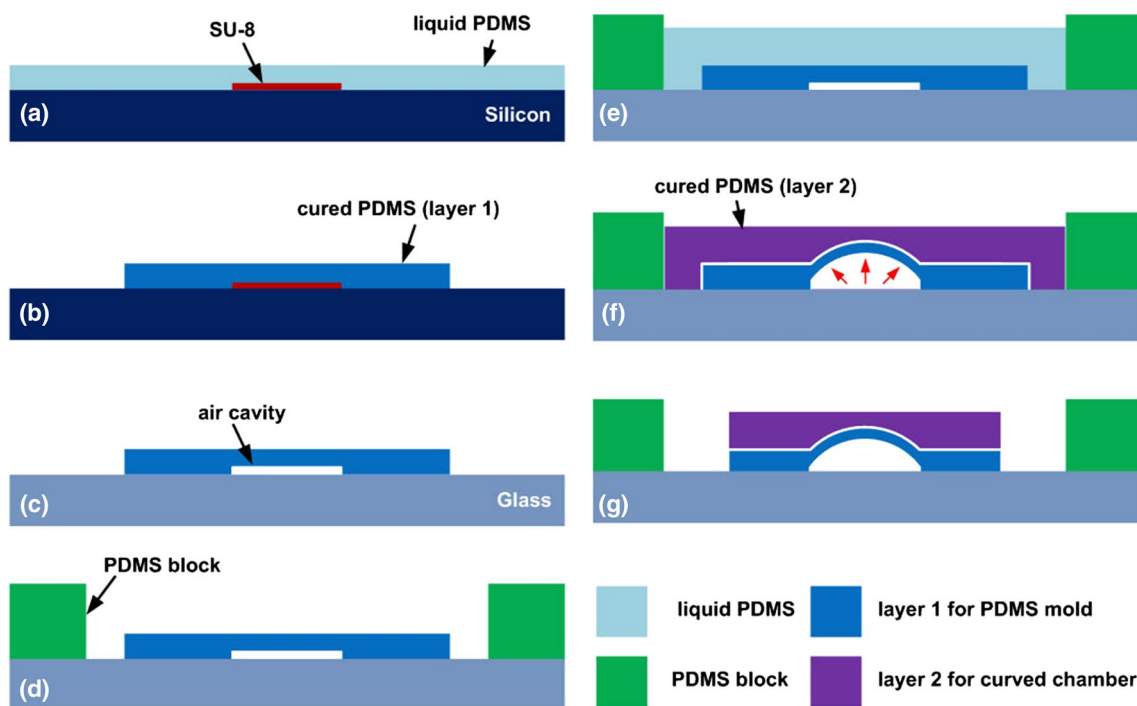 SU-8
liquid PDMS
(a)
Silicon
cured PDMS (layer 1)
(b)
air cavity
(c)
Glass
PDMS block
(d)
(e)
cured PDMS (layer 2)
(f)
(g)
liquid PDMS
layer 1 for PDMS mold
PDMS block
layer 2 for curved chamber